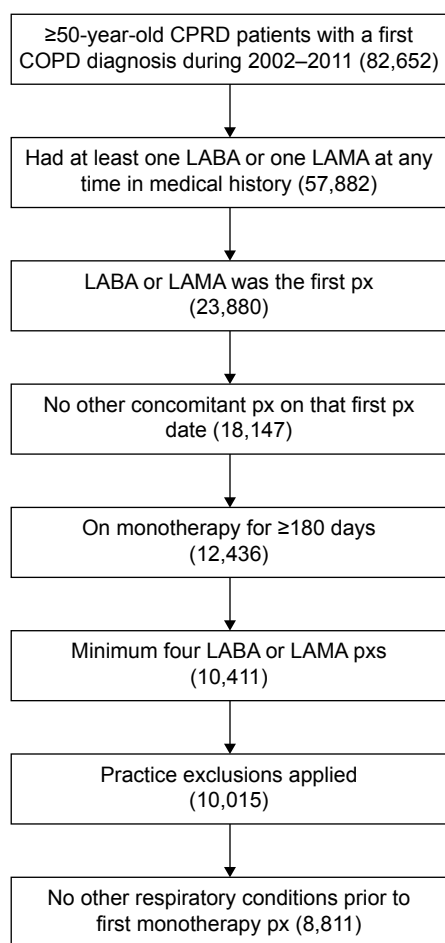 ≥50-year-old CPRD patients with a first
COPD diagnosis during 2002–2011 (82,652)
Had at least one LABA or one LAMA at any
time in medical history (57,882)
LABA or LAMA was the first px
(23,880)
No other concomitant px on that first px
date (18,147)
On monotherapy for ≥180 days
(12,436)
Minimum four LABA or LAMA pxs
(10,411)
Practice exclusions applied
(10,015)
No other respiratory conditions prior to
first monotherapy px (8,811)